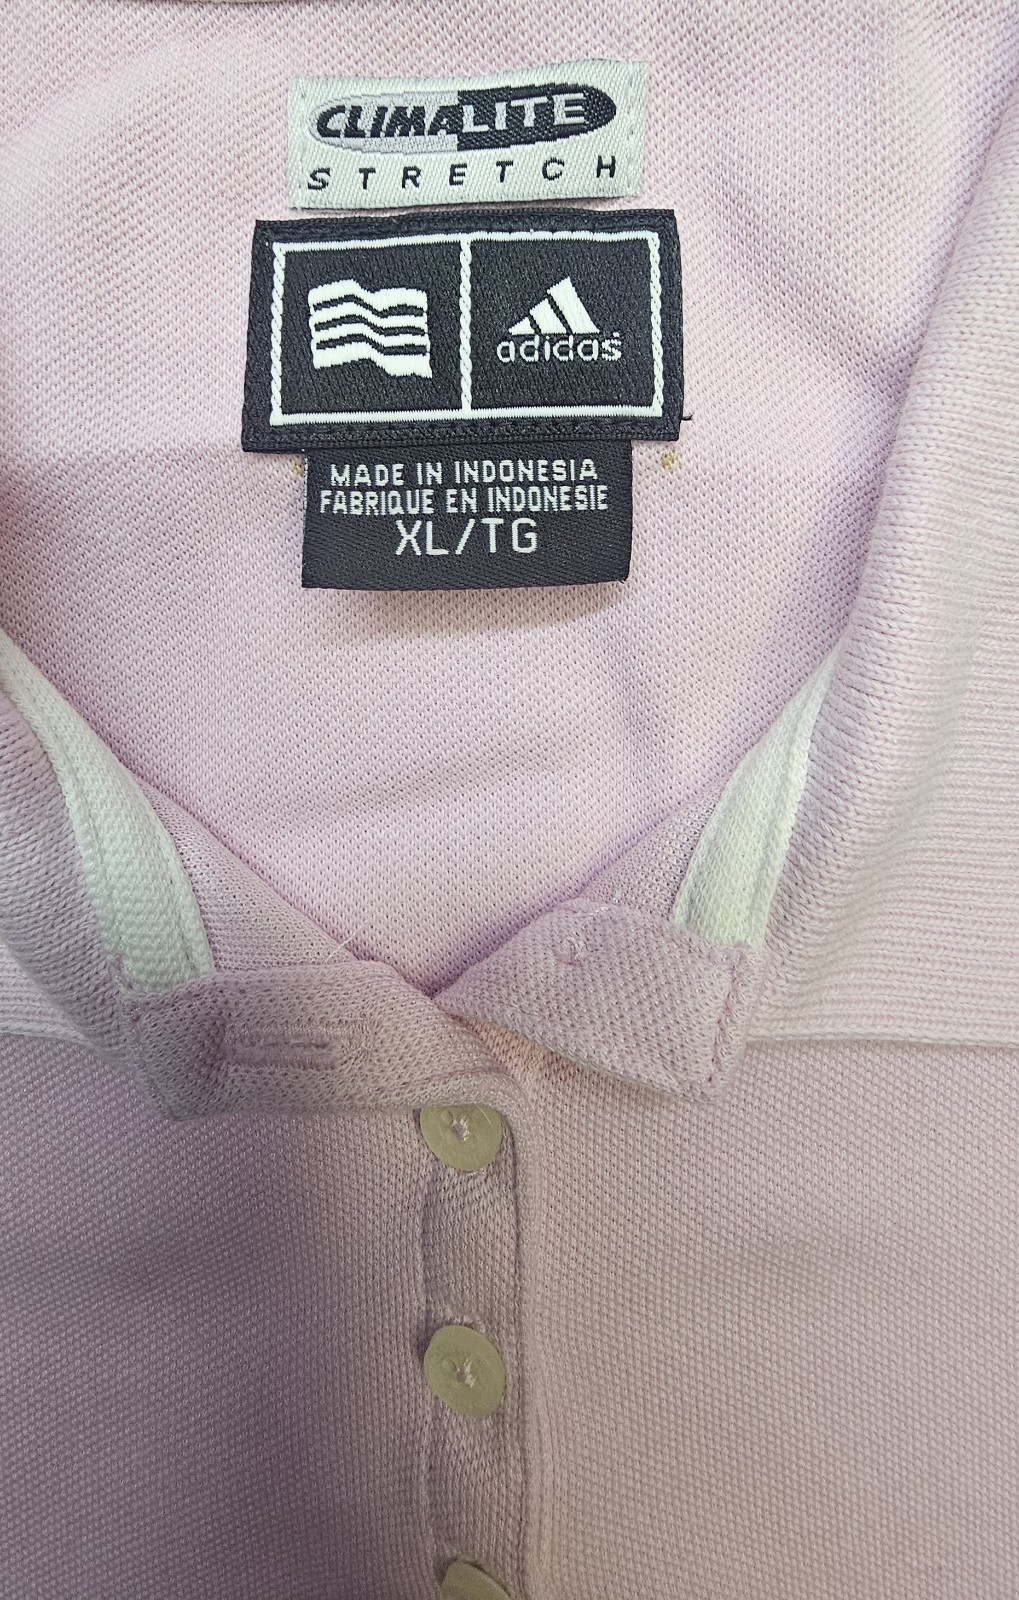 CLIMALITE
STRETCH
adidas
MADE IN INDONESIA
FABRIQUE EN INDONESIE
XL/TG